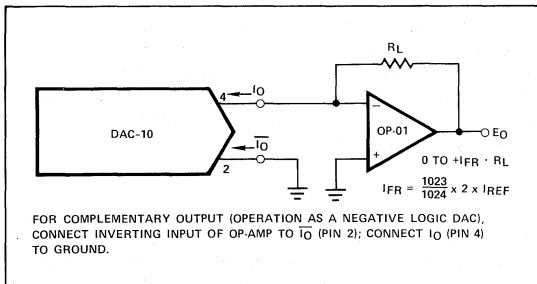 RL
4
IO
DAC-10
IO
2
−
+
OP-01
EO
0 TO +IFR · RL
IFR = 1023/1024 x 2 x IREF
FOR COMPLEMENTARY OUTPUT (OPERATION AS A NEGATIVE LOGIC DAC),
CONNECT INVERTING INPUT OF OP-AMP TO I̅O̅ (PIN 2); CONNECT IO (PIN 4)
TO GROUND.